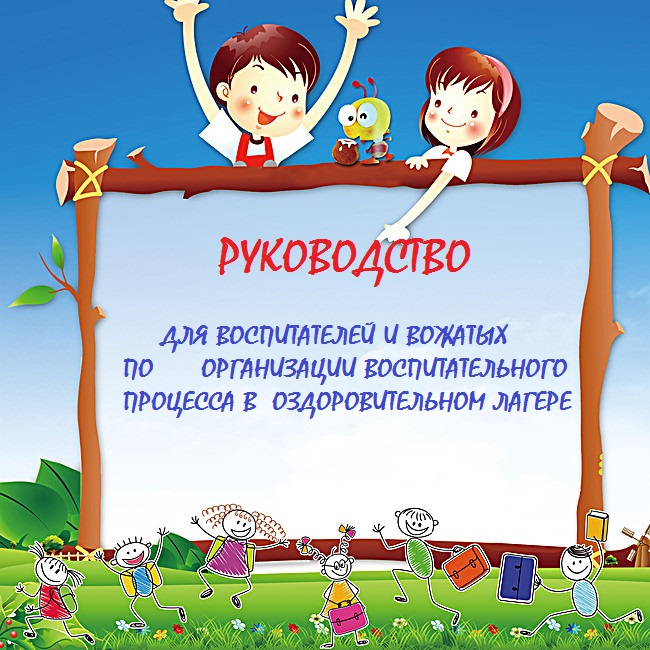 РУКОВОДСТВО
ДЛЯ ВОСПИТАТЕЛЕЙ И ВОЖАТЫХ
ПО ОРГАНИЗАЦИИ ВОСПИТАТЕЛЬНОГО
ПРОЦЕССА В ОЗДОРОВИТЕЛЬНОМ ЛАГЕРЕ